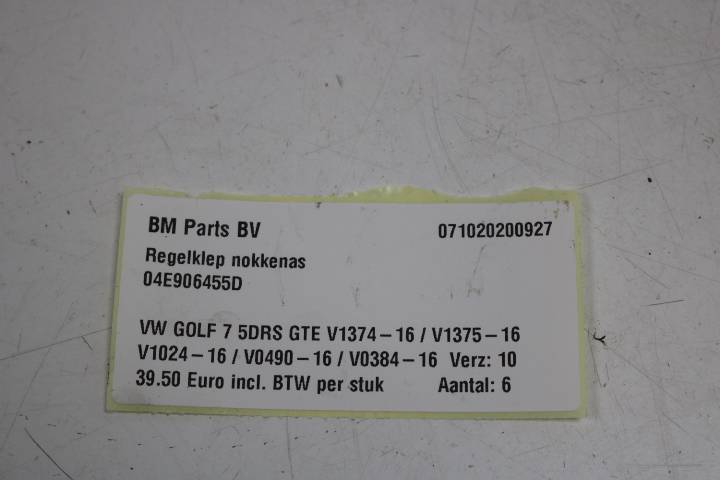 BM Parts BV 071020200927
Regelklep nokkenas
04E906455D
VW GOLF 7 5DRS GTE V1374-16 / V1375-16
V1024-16 / V0490-16 / V0384-16 Verz: 10
39.50 Euro incl. BTW per stuk Aantal: 6